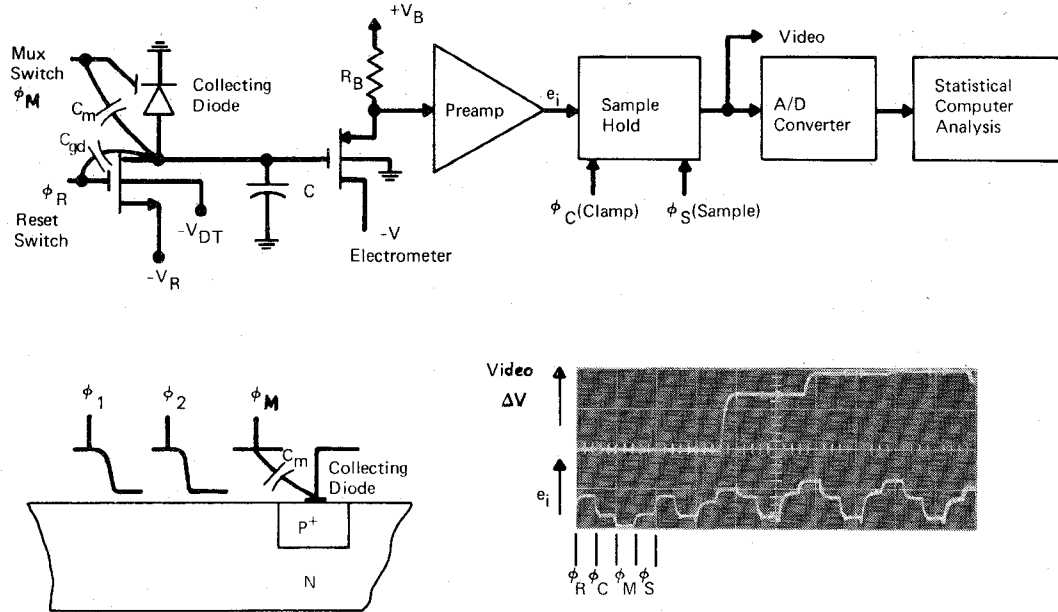 Mux
Switch
ϕM
Cm
Collecting
Diode
Cgd
ϕR
Reset
Switch
-VDT
-VR
C
+VB
RB
-V
Electrometer
Preamp
ei
Sample
Hold
ϕC(Clamp)
ϕS(Sample)
Video
A/D
Converter
Statistical
Computer
Analysis
ϕ1
ϕ2
ϕM
Cm
Collecting
Diode
P+
N
Video
ΔV
ei
ϕR ϕC ϕM ϕS